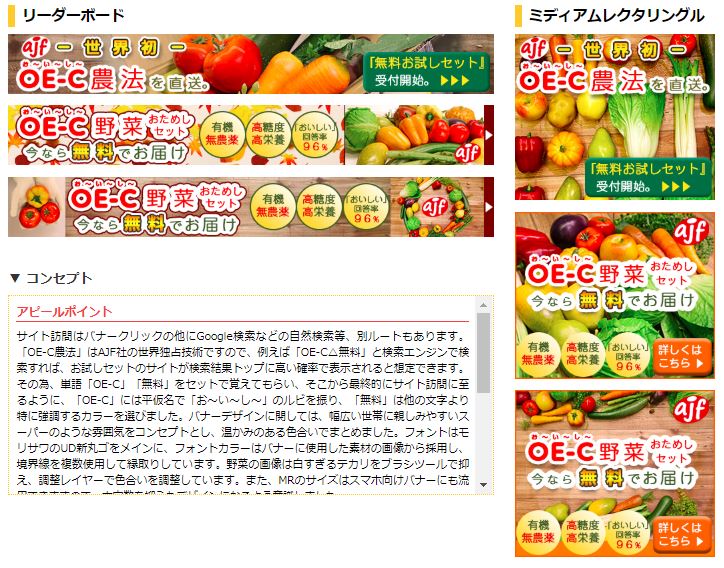 リーダーボード
ajf ー世界初ー
お〜い〜し〜
OE-C農法を直送。
『無料お試しセット』
受付開始。▶▶▶
お〜い〜し〜
OE-C野菜おためしセット
今なら無料でお届け
有機
無農薬
高糖度
高栄養
「おいしい」
回答率
96%
ajf
お〜い〜し〜
OE-C野菜おためしセット
今なら無料でお届け
有機
無農薬
高糖度
高栄養
「おいしい」
回答率
96%
ajf
▼ コンセプト
アピールポイント
サイト訪問はバナークリックの他にGoogle検索などの自然検索等、別ルートもあります。
「OE-C農法」はAJF社の世界独占技術ですので、例えば「OE-C△無料」と検索エンジンで検
索すれば、お試しセットのサイトが検索結果トップに高い確率で表示されると想定できます。
その為、単語「OE-C」「無料」をセットで覚えてもらい、そこから最終的にサイト訪問に至
るように、「OE-C」には平仮名で「お〜い〜し〜」のルビを振り、「無料」は他の文字より
特に強調するカラーを選びました。バナーデザインに関しては、幅広い世帯に親しみやすいス
ーパーのような雰囲気をコンセプトとし、温かみのある色合いでまとめました。フォントはモ
リサワのUD新丸ゴをメインに、フォントカラーはバナーに使用した素材の画像から採用し、
境界線を複数使用して縁取りしています。野菜の画像は白すぎるテカリをブラシツールで抑
え、調整レイヤーで色合いを調整しています。また、MRのサイズはスマホ向けバナーにも流
ミディアムレクタリングル
ajf ー世界初ー
お〜い〜し〜
OE-C農法を直送。
『無料お試しセット』
受付開始。▶▶▶
ajf
お〜い〜し〜
OE-C野菜おためしセット
今なら無料でお届け
有機
無農薬
高糖度
高栄養
「おいしい」
回答率
96%
詳しくは
こちら ▶
ajf
お〜い〜し〜
OE-C野菜おためしセット
今なら無料でお届け
有機
無農薬
高糖度
高栄養
「おいしい」
回答率
96%
詳しくは
こちら ▶